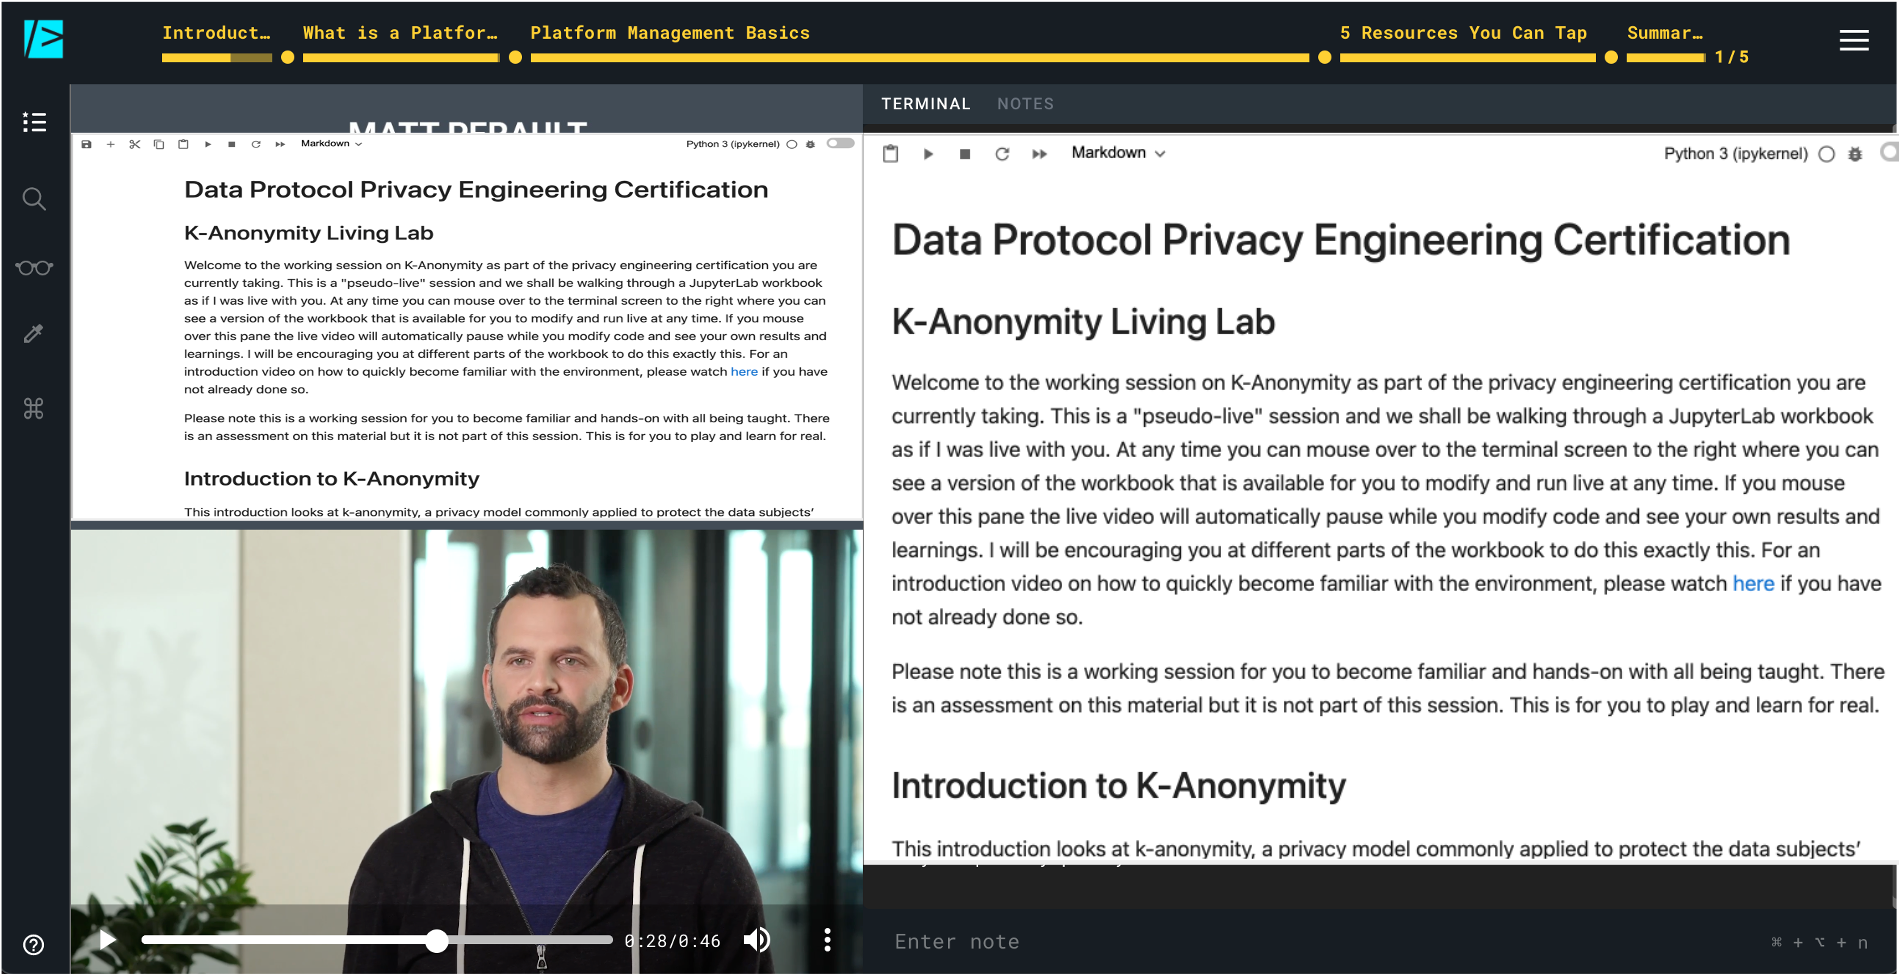 Introduct…
What is a Platfor…
Platform Management Basics
5 Resources You Can Tap
Summar…
1/5
MATT PERAULT
Markdown
Python 3 (ipykernel)
Data Protocol Privacy Engineering Certification
K-Anonymity Living Lab
Welcome to the working session on K-Anonymity as part of the privacy engineering certification you are
currently taking. This is a "pseudo-live" session and we shall be walking through a JupyterLab workbook
as if I was live with you. At any time you can mouse over to the terminal screen to the right where you can
see a version of the workbook that is available for you to modify and run live at any time. If you mouse
over this pane the live video will automatically pause while you modify code and see your own results and
learnings. I will be encouraging you at different parts of the workbook to do this exactly this. For an
introduction video on how to quickly become familiar with the environment, please watch here if you have
not already done so.
Please note this is a working session for you to become familiar and hands-on with all being taught. There
is an assessment on this material but it is not part of this session. This is for you to play and learn for real.
Introduction to K-Anonymity
This introduction looks at k-anonymity, a privacy model commonly applied to protect the data subjects’
0:28/0:46
TERMINAL
NOTES
Markdown
Python 3 (ipykernel)
Data Protocol Privacy Engineering Certification
K-Anonymity Living Lab
Welcome to the working session on K-Anonymity as part of the privacy engineering certification you are
currently taking. This is a "pseudo-live" session and we shall be walking through a JupyterLab workbook
as if I was live with you. At any time you can mouse over to the terminal screen to the right where you can
see a version of the workbook that is available for you to modify and run live at any time. If you mouse
over this pane the live video will automatically pause while you modify code and see your own results and
learnings. I will be encouraging you at different parts of the workbook to do this exactly this. For an
introduction video on how to quickly become familiar with the environment, please watch here if you have
not already done so.
Please note this is a working session for you to become familiar and hands-on with all being taught. There
is an assessment on this material but it is not part of this session. This is for you to play and learn for real.
Introduction to K-Anonymity
This introduction looks at k-anonymity, a privacy model commonly applied to protect the data subjects’
Enter note
⌘ + ⌥ + n